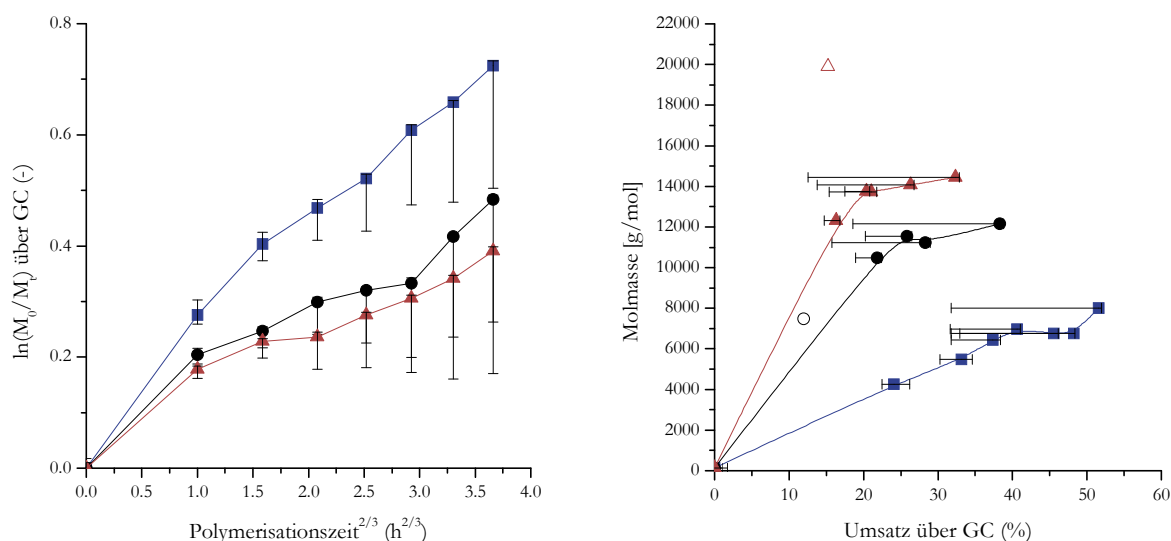 0.8
0.6
0.4
0.2
0.0
ln(M0/Mt) über GC (-)
0.0 0.5 1.0 1.5 2.0 2.5 3.0 3.5 4.0
Polymerisationszeit2/3 (h2/3)
22000
20000
18000
16000
14000
12000
10000
8000
6000
4000
2000
0
Molmasse [g/mol]
0 10 20 30 40 50 60
Umsatz über GC (%)